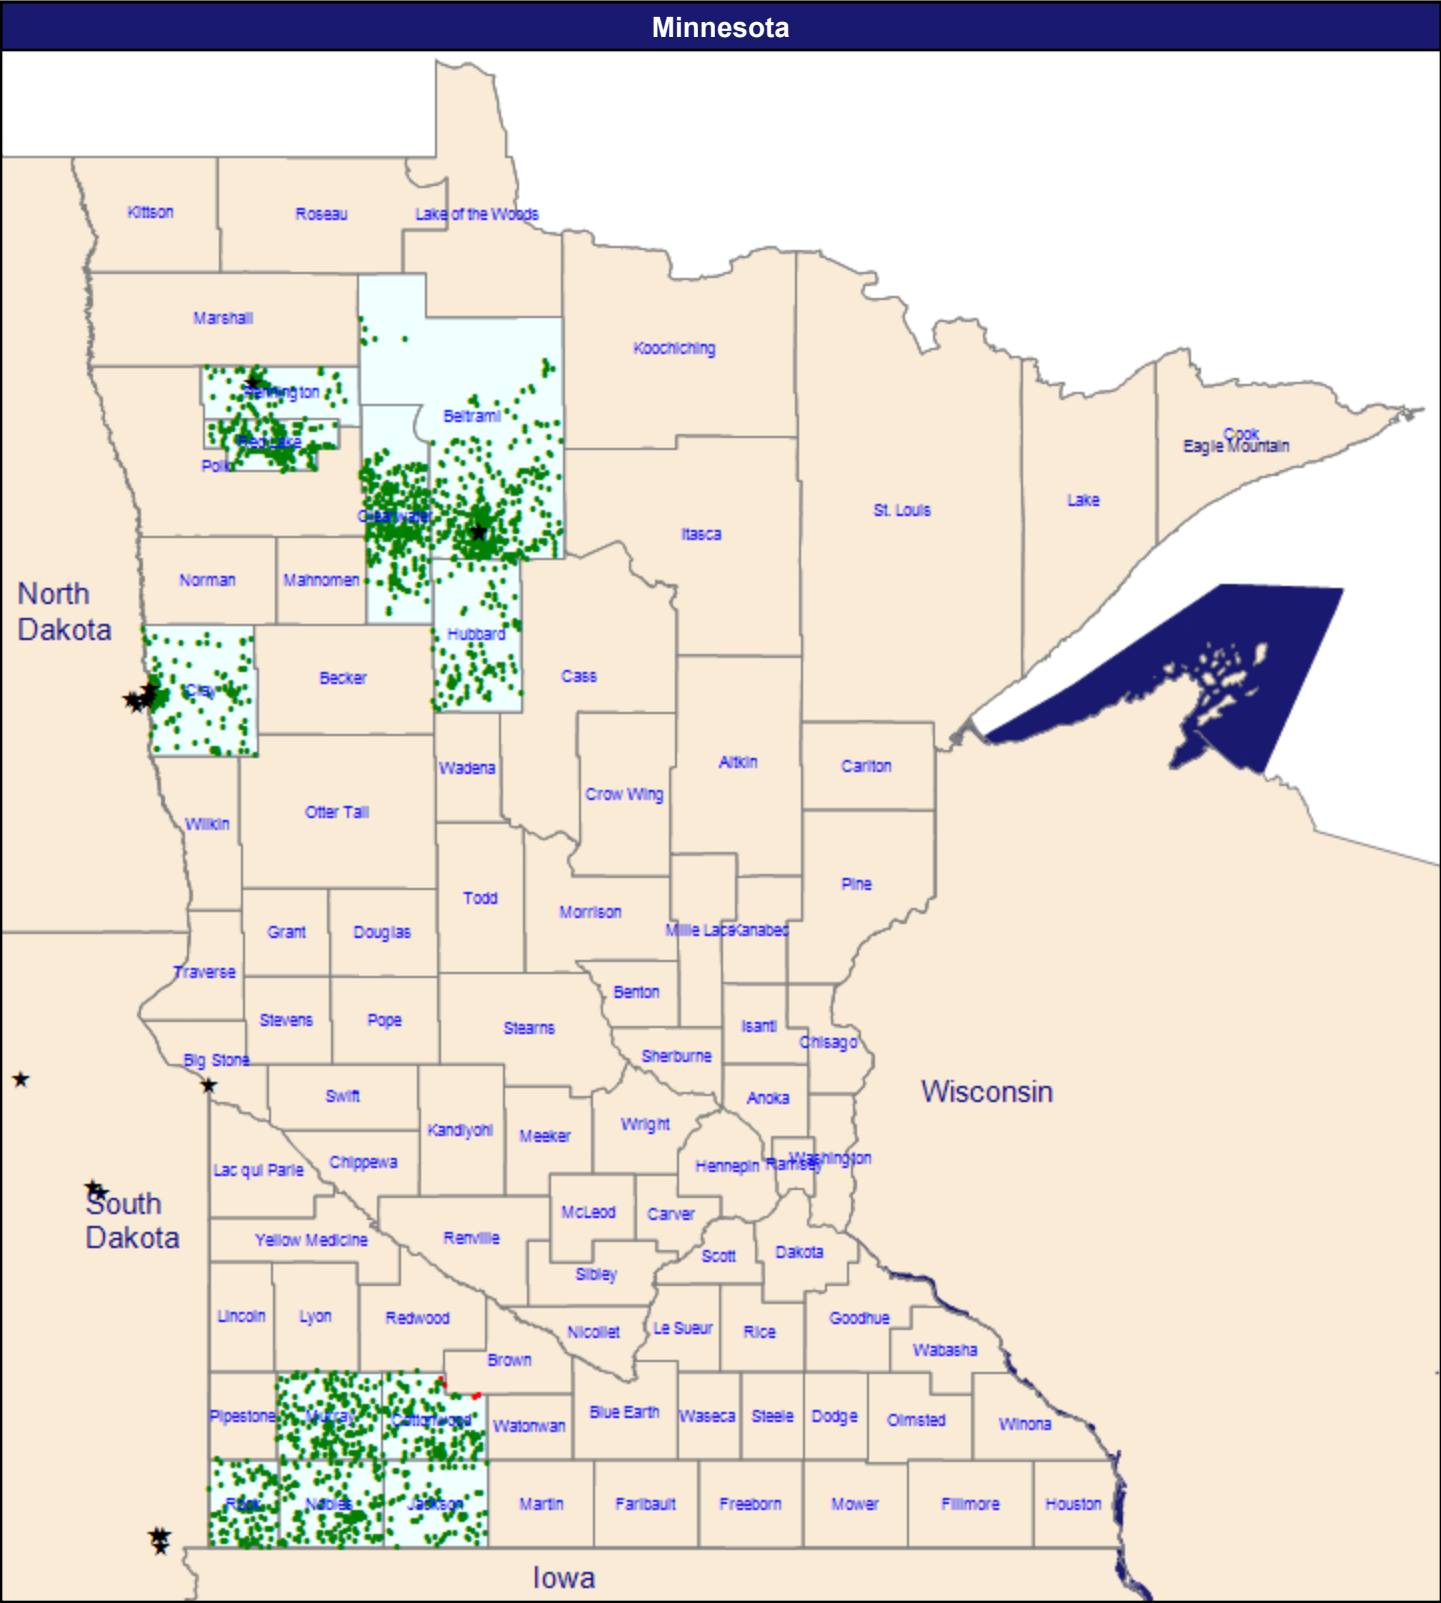 Minnesota
Kittson
Roseau
Lake of the Woods
Marshall
Koochiching
Pennington
Beltrami
Red Lake
Polk
Cook
Eagle Mountain
Lake
St. Louis
Clearwater
Itasca
Norman
Mahnomen
North
Dakota
Hubbard
Clay
Becker
Cass
Wadena
Aitkin
Carlton
Crow Wing
Otter Tail
Wilkin
Pine
Todd
Morrison
Grant
Douglas
Mille Lacs
Kanabec
Traverse
Benton
Stevens
Pope
Stearns
Isanti
Chisago
Big Stone
Sherburne
Wisconsin
Swift
Anoka
Kandiyohi
Meeker
Wright
Lac qui Parle
Chippewa
Hennepin
Ramsey
Washington
South
Dakota
McLeod
Carver
Yellow Medicine
Renville
Scott
Dakota
Sibley
Lincoln
Lyon
Redwood
Nicollet
Le Sueur
Rice
Goodhue
Brown
Wabasha
Pipestone
Murray
Cottonwood
Watonwan
Blue Earth
Waseca
Steele
Dodge
Olmsted
Winona
Rock
Nobles
Jackson
Martin
Faribault
Freeborn
Mower
Fillmore
Houston
Iowa